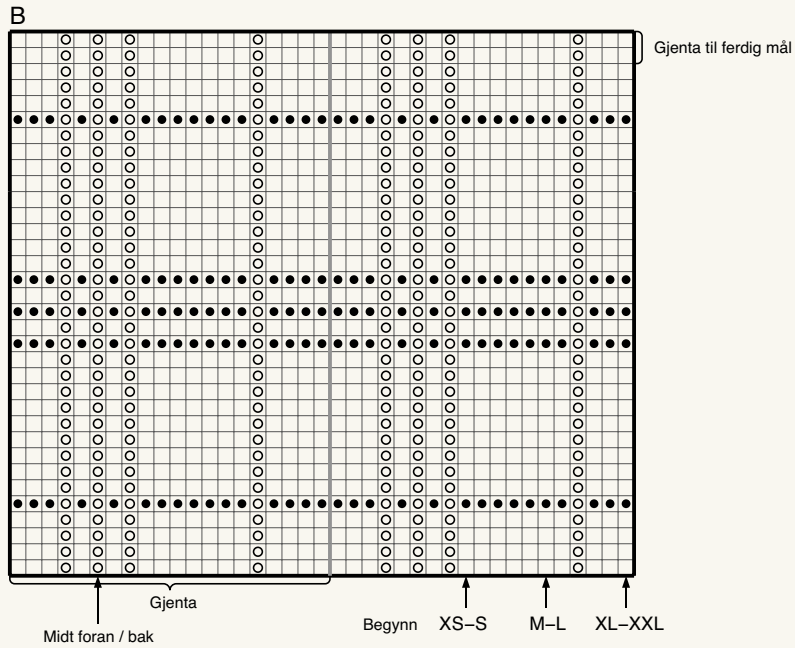 B
Gjenta til ferdig mål
Gjenta
Midt foran / bak
Begynn XS–S M–L XL–XXL